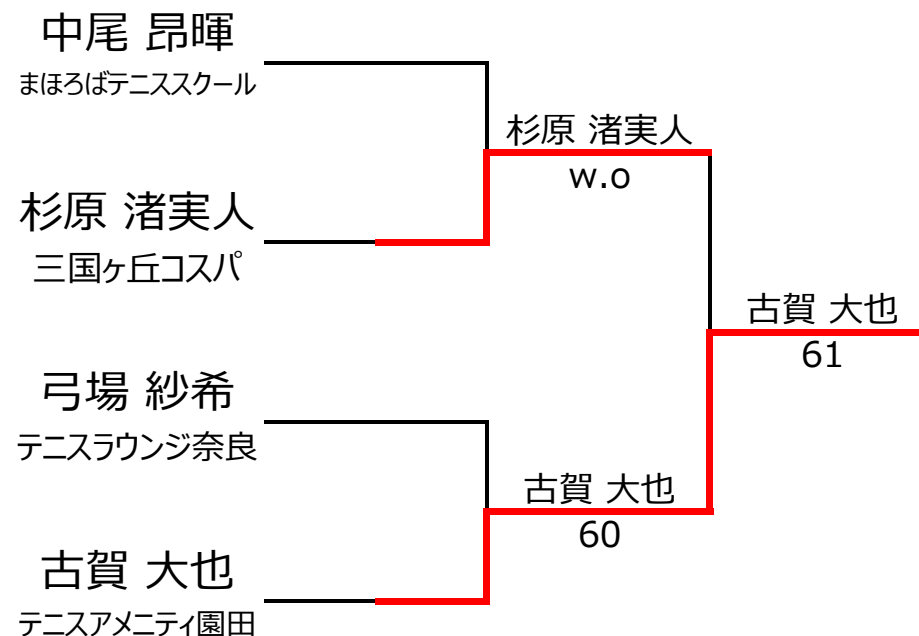 中尾 昂暉
まほろばテニススクール
杉原 渚実人
w.o
杉原 渚実人
三国ヶ丘コスパ
古賀 大也
61
弓場 紗希
テニスラウンジ奈良
古賀 大也
60
古賀 大也
テニスアメニティ園田